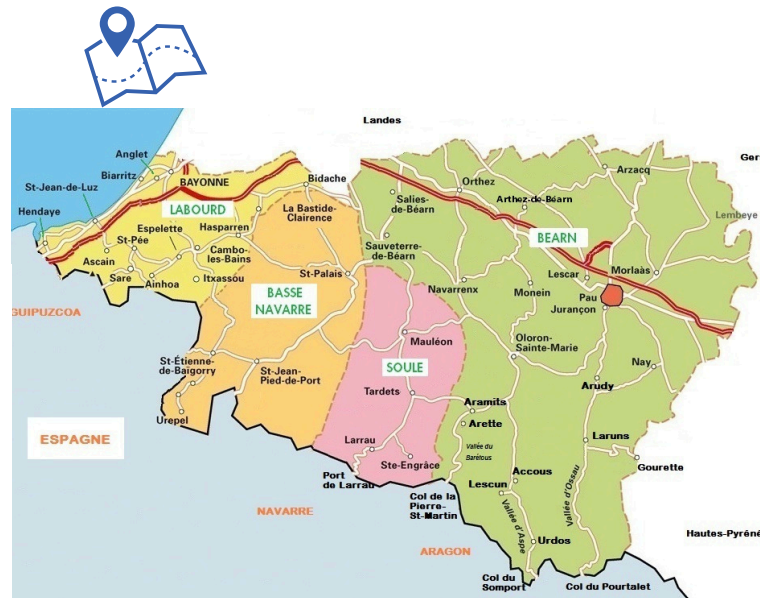 Landes
Anglet
Biarritz
BAYONNE
St-Jean-de-Luz
Hendaye
LABOURD
Bidache
La Bastide-
Clairence
Espelette
Hasparren
St-Pée
Cambo-
les-Bains
Ascain
Sare
Ainhoa
Itxassou
Salies-
de-Béarn
Orthez
Arthez-de-Béarn
Arzacq
Ger
Lembeye
BEARN
Sauveterre-
de-Béarn
St-Palais
Navarrenx
Monein
Lescar
Morlaàs
Pau
Jurançon
GUIPUZCOA
BASSE
NAVARRE
Mauléon
SOULE
Oloron-
Sainte-Marie
Nay
Arudy
St-Étienne-
de-Baïgorry
St-Jean-
Pied-de-Port
Urepel
Tardets
Aramits
Arette
Vallée du
Barétous
Larrau
Ste-Engrâce
Port
de Larrau
Col de la
Pierre-
St-Martin
Laruns
Gourette
Accous
Lescun
Vallée d'Aspe
Vallée d'Ossau
Urdos
Col du
Somport
Col du Pourtalet
ESPAGNE
NAVARRE
ARAGON
Hautes-Pyréné